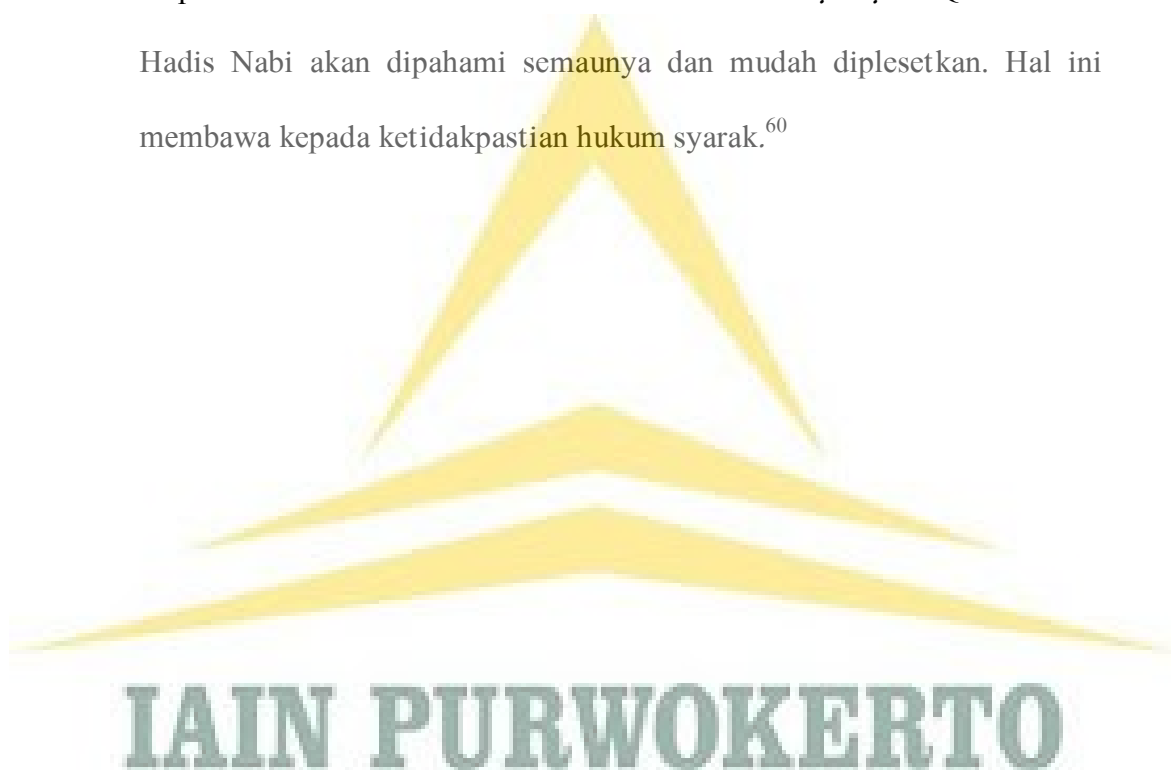 Hadis Nabi akan dipahami semaunya dan mudah diplesetkan. Hal ini
membawa kepada ketidakpastian hukum syarak.60
IAIN PURWOKERTO